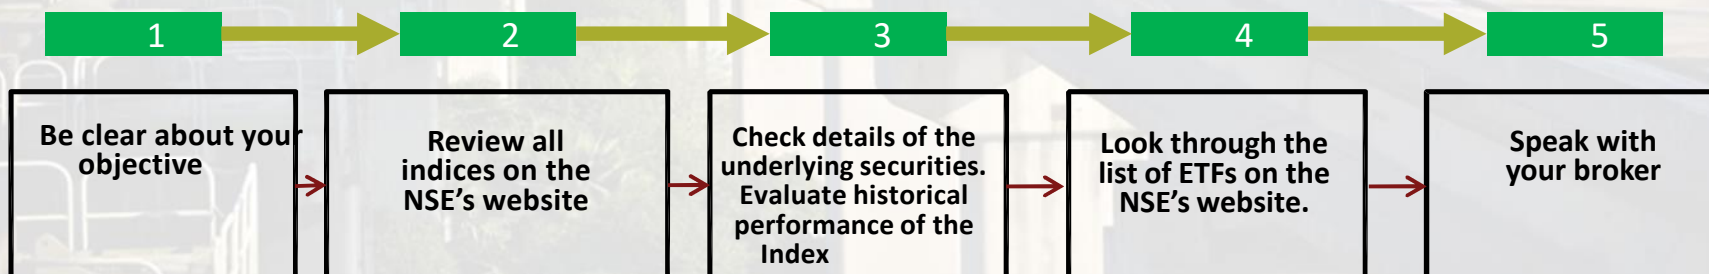 1
2
3
4
5
Be clear about your
objective
Review all
indices on the
NSE's website
Check details of the
underlying securities.
Evaluate historical
performance of the
Index
Look through the
list of ETFs on the
NSE's website.
Speak with
your broker